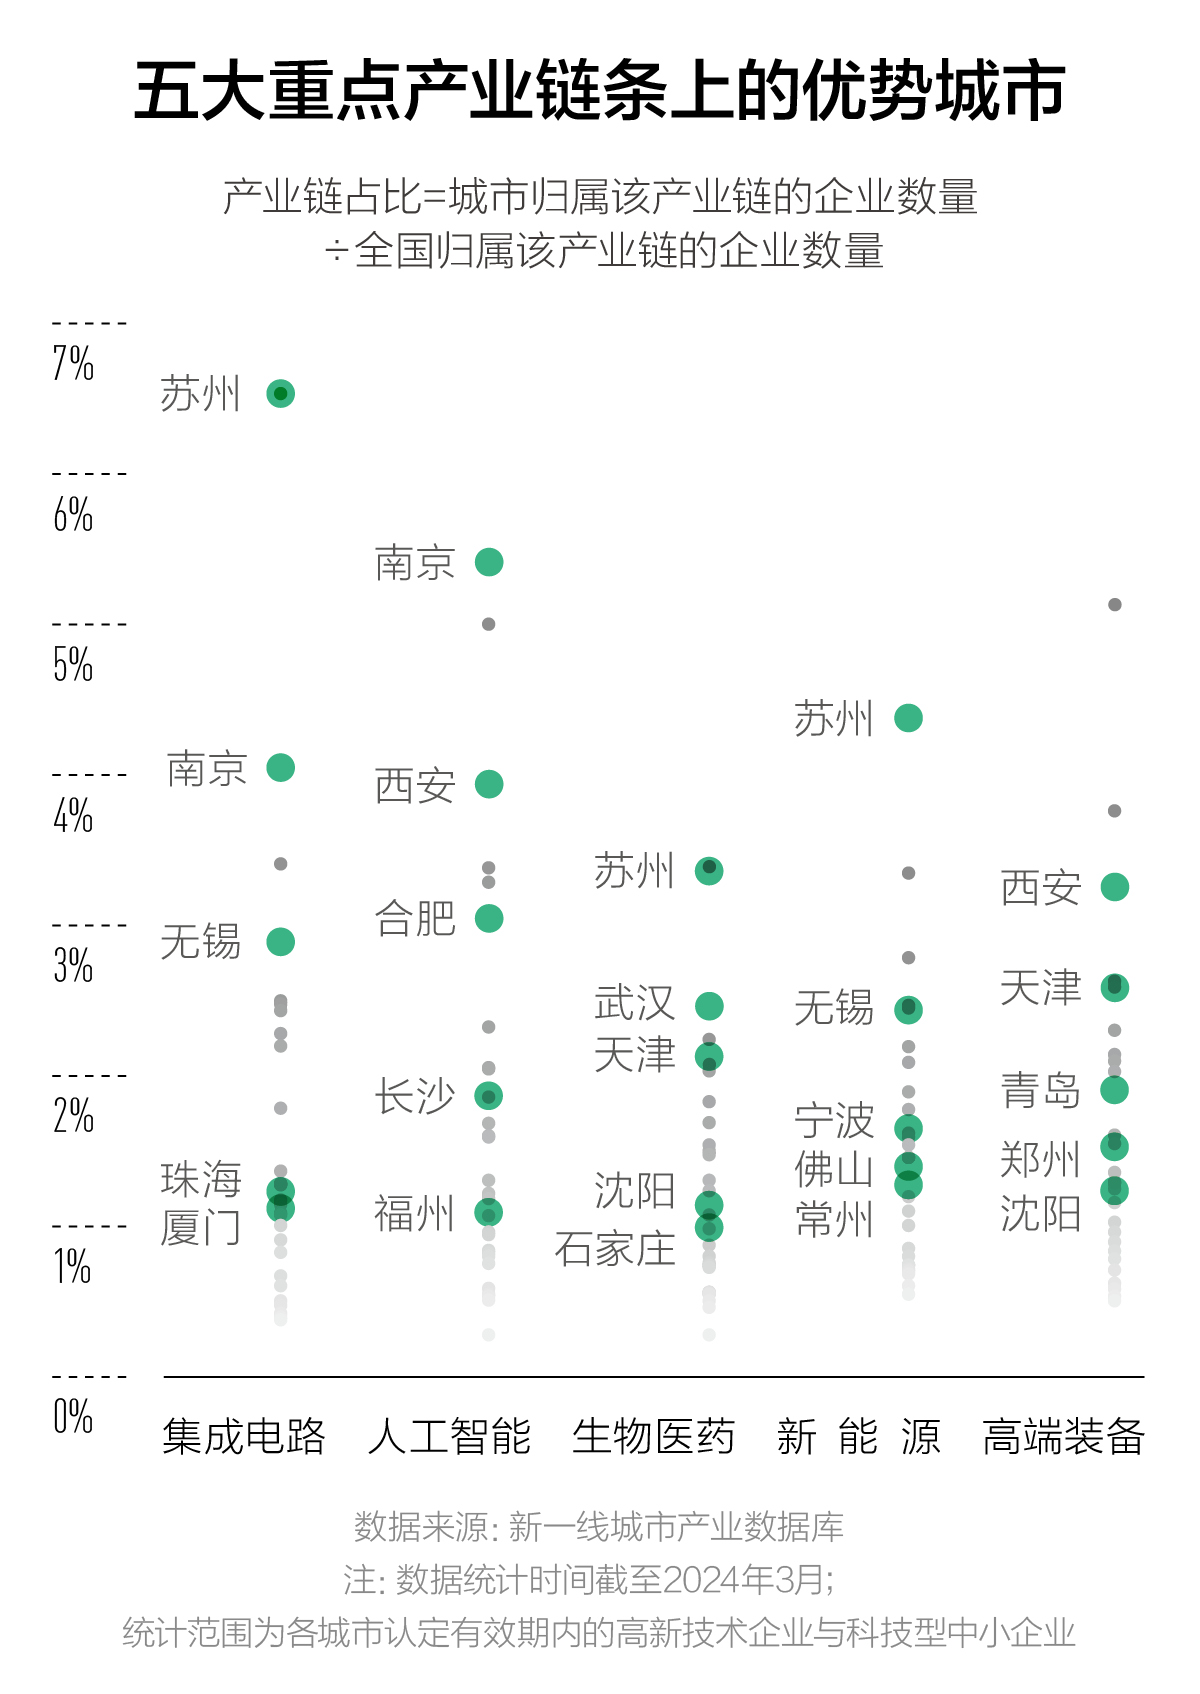 五大重点产业链条上的优势城市
产业链占比=城市归属该产业链的企业数量
÷全国归属该产业链的企业数量
7%
苏州
6%
南京
5%
苏州
南京
西安
4%
苏州
西安
合肥
无锡
3%
天津
武汉
无锡
天津
青岛
长沙
2%
宁波
郑州
佛山
珠海
沈阳
福州
沈阳
厦门
常州
石家庄
1%
0%
集成电路 人工智能 生物医药 新能源 高端装备
数据来源：新一线城市产业数据库
注：数据统计时间截至2024年3月；
统计范围为各城市认定有效期内的高新技术企业与科技型中小企业